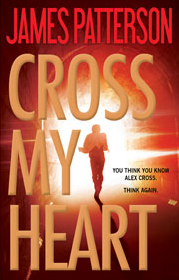 JAMES PATTERSON
CROSS
MY
HEART
YOU THINK YOU KNOW
ALEX CROSS.
THINK AGAIN.